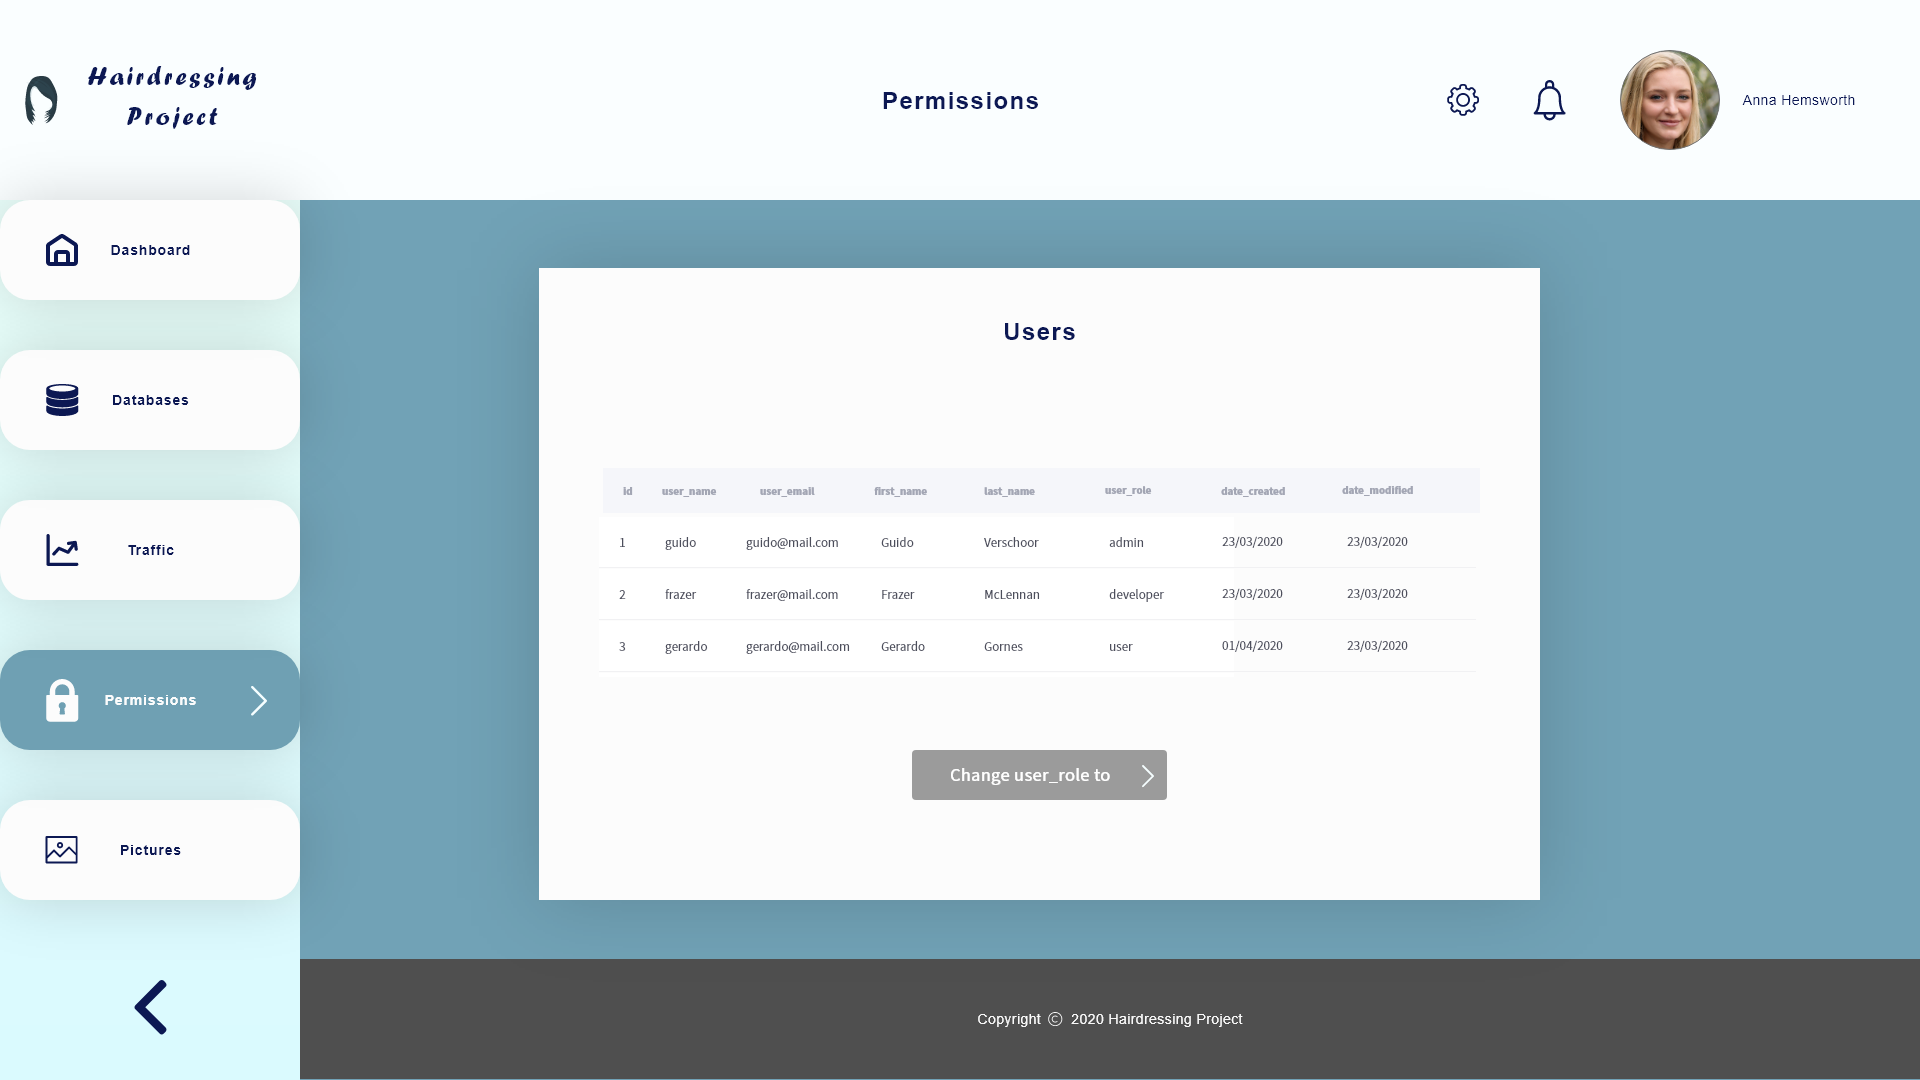 Hairdressing
Project
Permissions
Anna Hemsworth
Dashboard
Databases
Traffic
Permissions
Pictures
Users
id user_name user_email first_name last_name user_role date_created date_modified
1 guido guido@mail.com Guido Verschoor admin 23/03/2020 23/03/2020
2 frazer frazer@mail.com Frazer McLennan developer 23/03/2020 23/03/2020
3 gerardo gerardo@mail.com Gerardo Gornes user 01/04/2020 23/03/2020
Change user_role to
Copyright © 2020 Hairdressing Project